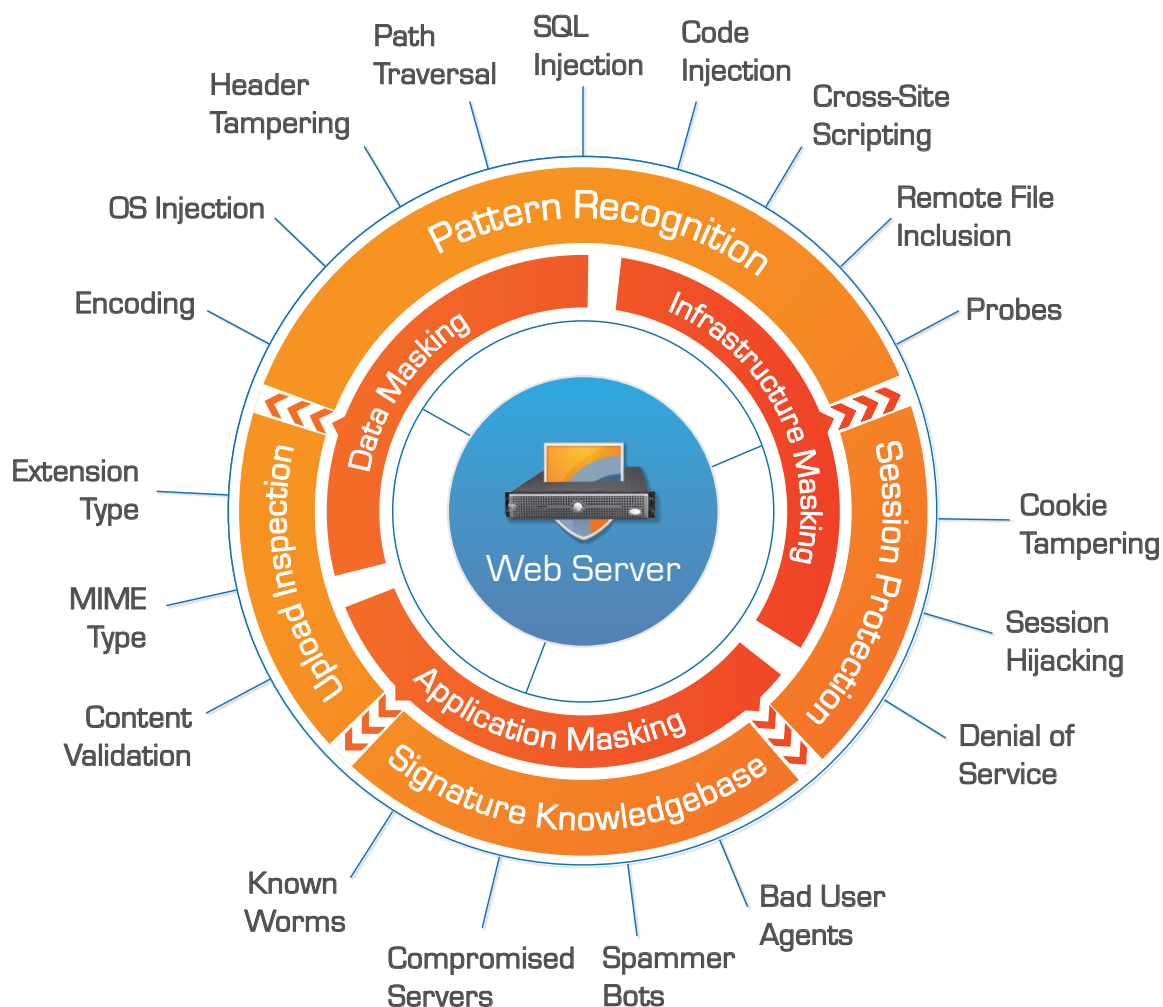 SQL
Injection
Code
Injection
Path
Traversal
Cross-Site
Scripting
Header
Tampering
Remote File
Inclusion
OS Injection
Encoding
Probes
Pattern Recognition
Data Masking
Infrastructure Masking
Extension
Type
Cookie
Tampering
Upload Inspection
Session Protection
Web Server
MIME
Type
Session
Hijacking
Content
Validation
Denial of
Service
Application Masking
Signature Knowledgebase
Known
Worms
Compromised
Servers
Spammer
Bots
Bad User
Agents